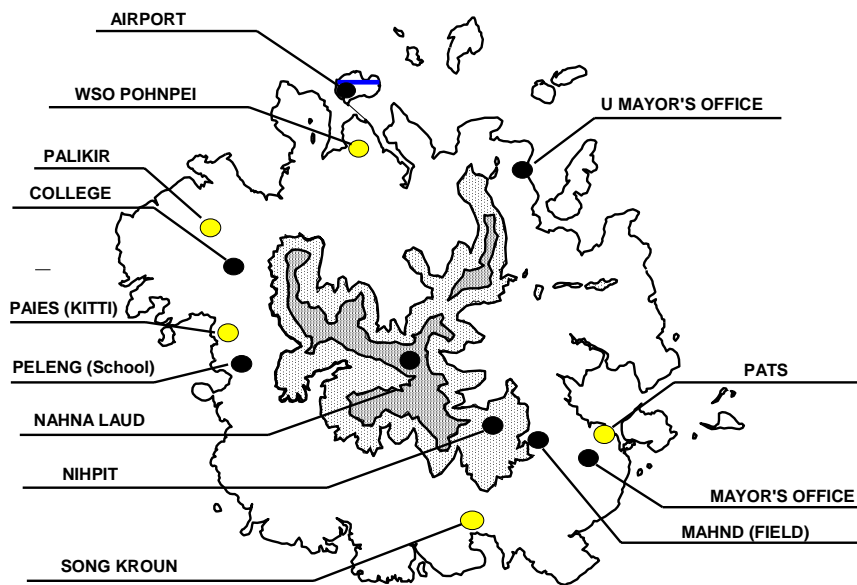 AIRPORT
WSO POHNPEI
U MAYOR'S OFFICE
PALIKIR
COLLEGE
PAIES (KITTI)
PELENG (School)
PATS
NAHNA LAUD
NIHPIT
MAYOR'S OFFICE
MAHND (FIELD)
SONG KROUN